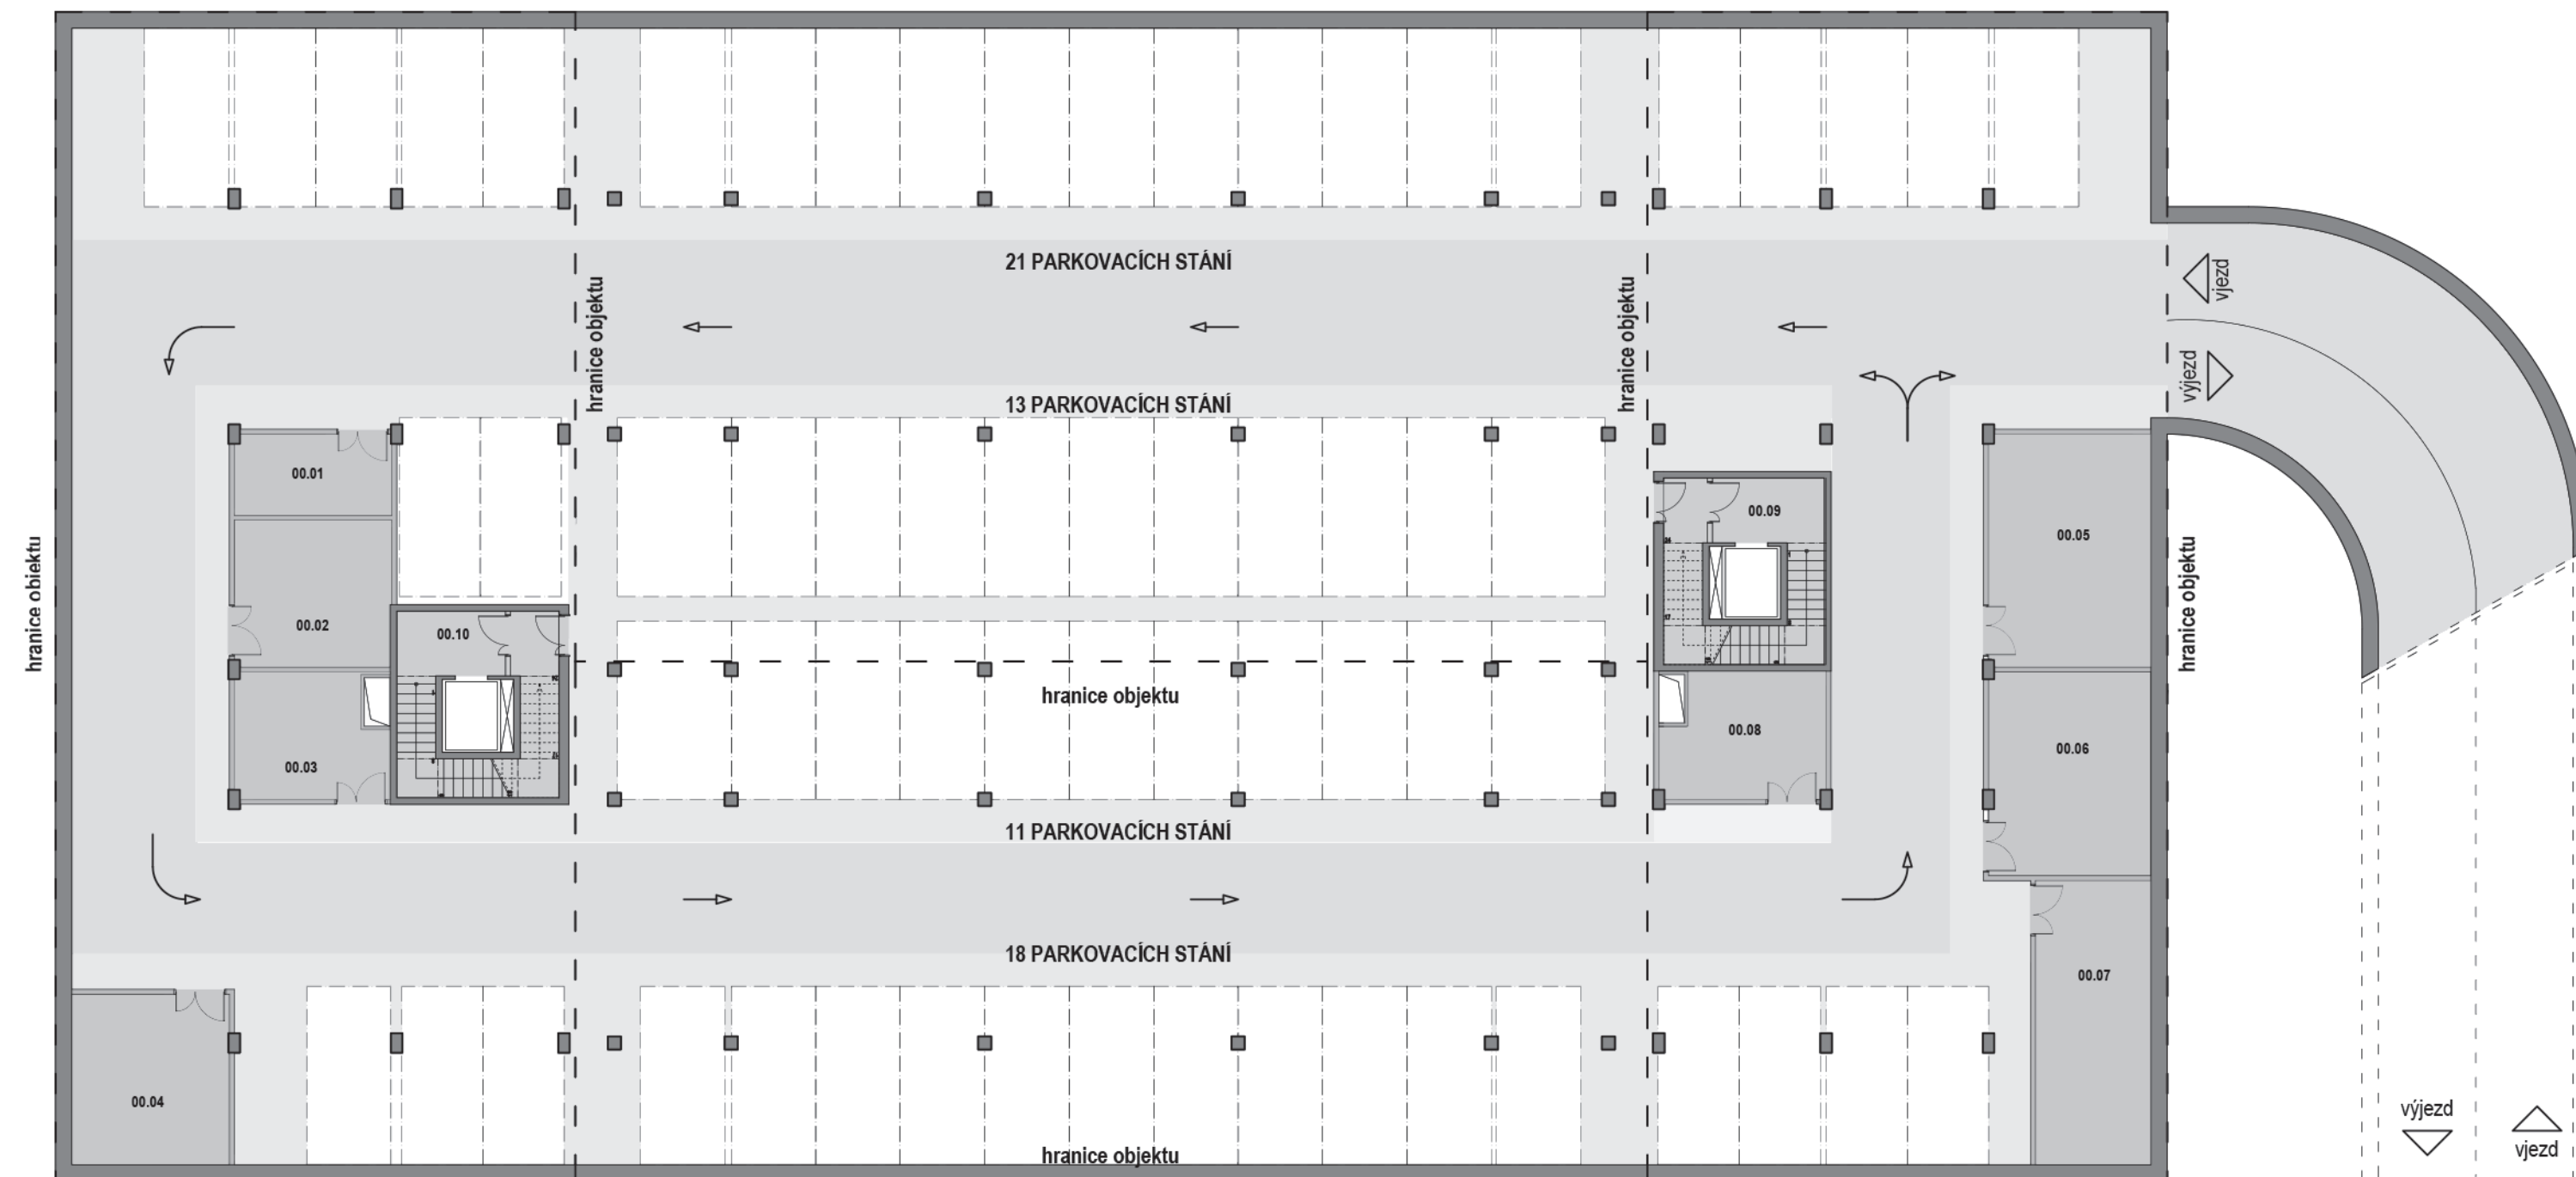 21 PARKOVACÍCH STÁNÍ
vjezd
hranice objektu
hranice objektu
výjezd
13 PARKOVACÍCH STÁNÍ
00.01
00.09
00.05
hranice objektu
hranice objektu
00.02
00.10
hranice objektu
00.08
00.06
00.03
11 PARKOVACÍCH STÁNÍ
18 PARKOVACÍCH STÁNÍ
00.07
00.04
výjezd
vjezd
hranice objektu